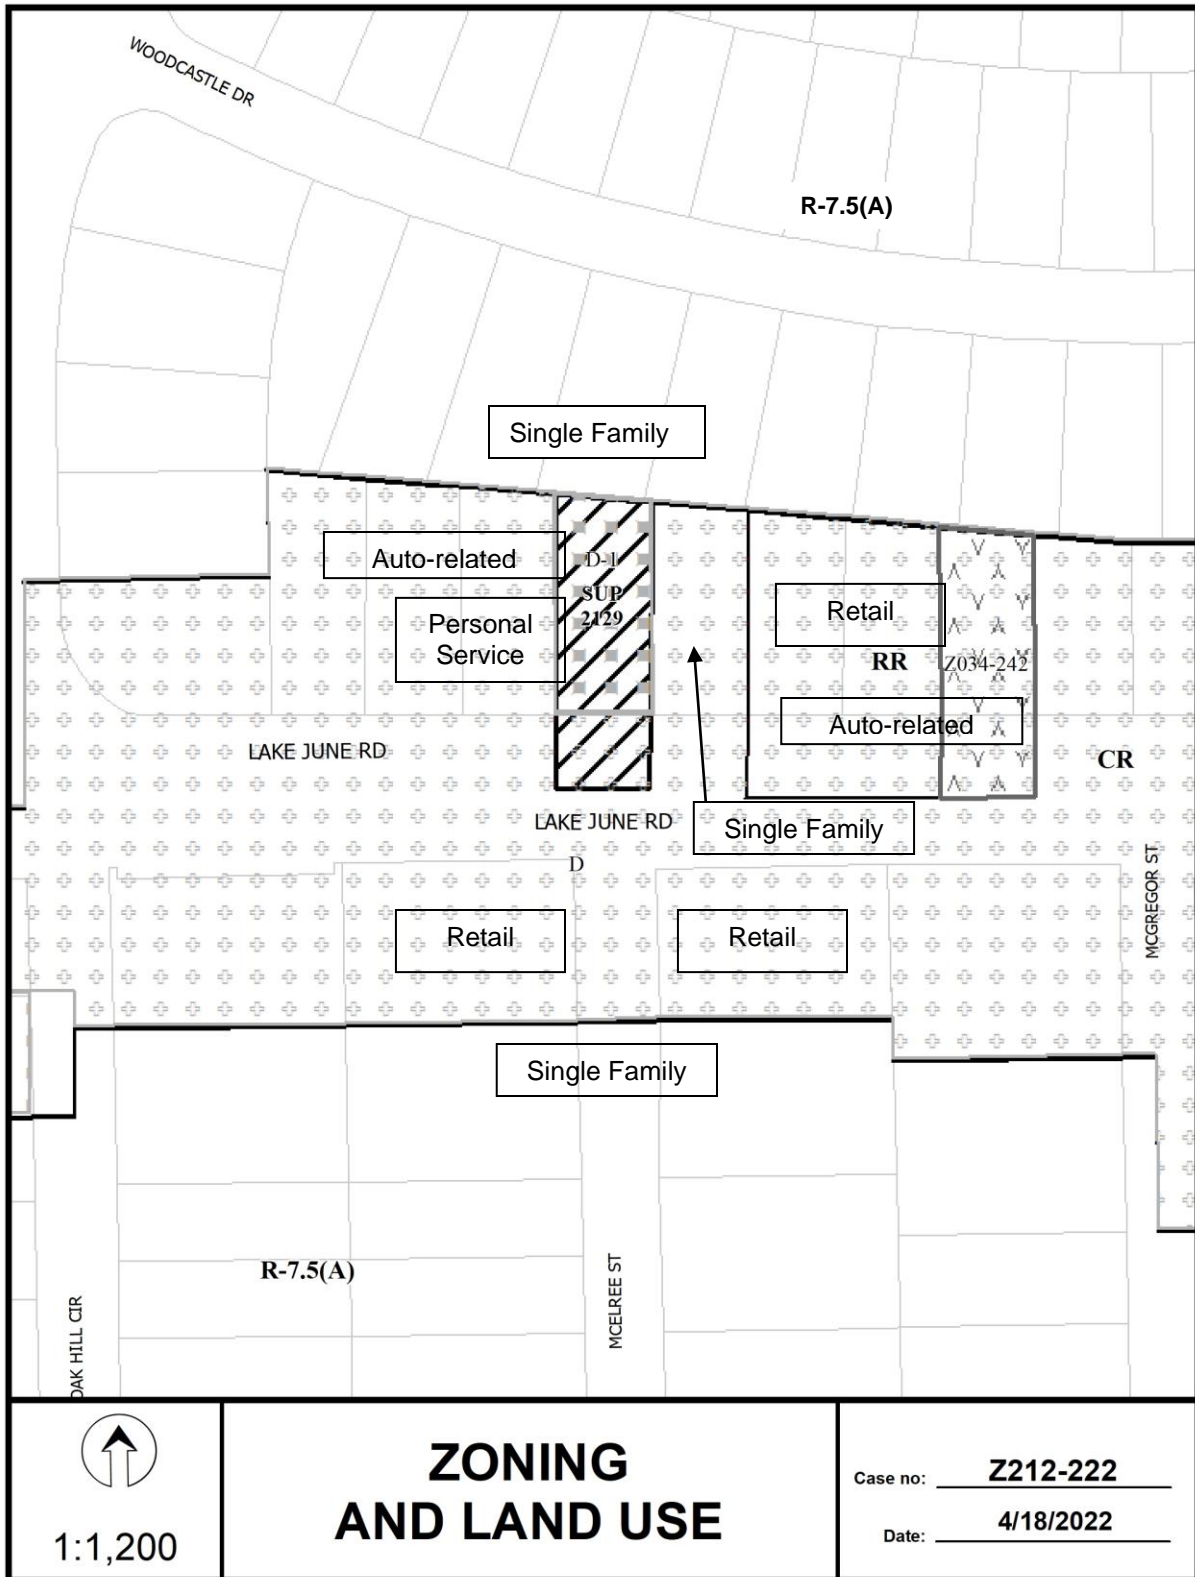 WOODCASTLE DR
R-7.5(A)
Single Family
Auto-related
D-1
SUP
2129
Personal
Service
Retail
RR
Z034-242
Auto-related
LAKE JUNE RD
CR
LAKE JUNE RD
Single Family
D
MCGREGOR ST
Retail
Retail
Single Family
R-7.5(A)
MCELREE ST
OAK HILL CIR
1:1,200
ZONING
AND LAND USE
Case no: Z212-222
Date: 4/18/2022